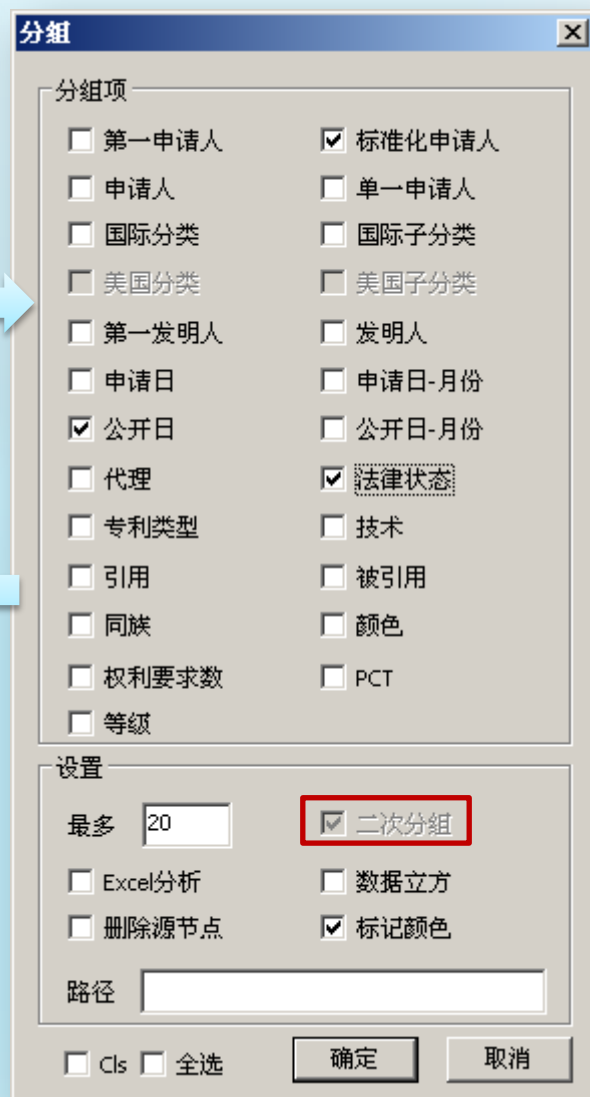 分组
分组项
第一申请人 标准化申请人
申请人 单一申请人
国际分类 国际子分类
美国分类 美国子分类
第一发明人 发明人
申请日 申请日-月份
公开日 公开日-月份
代理 法律状态
专利类型 技术
引用 被引用
同族 颜色
权利要求数 PCT
等级
设置
最多 20 二次分组
Excel分析 数据立方
删除源节点 标记颜色
路径
Cls 全选 确定 取消